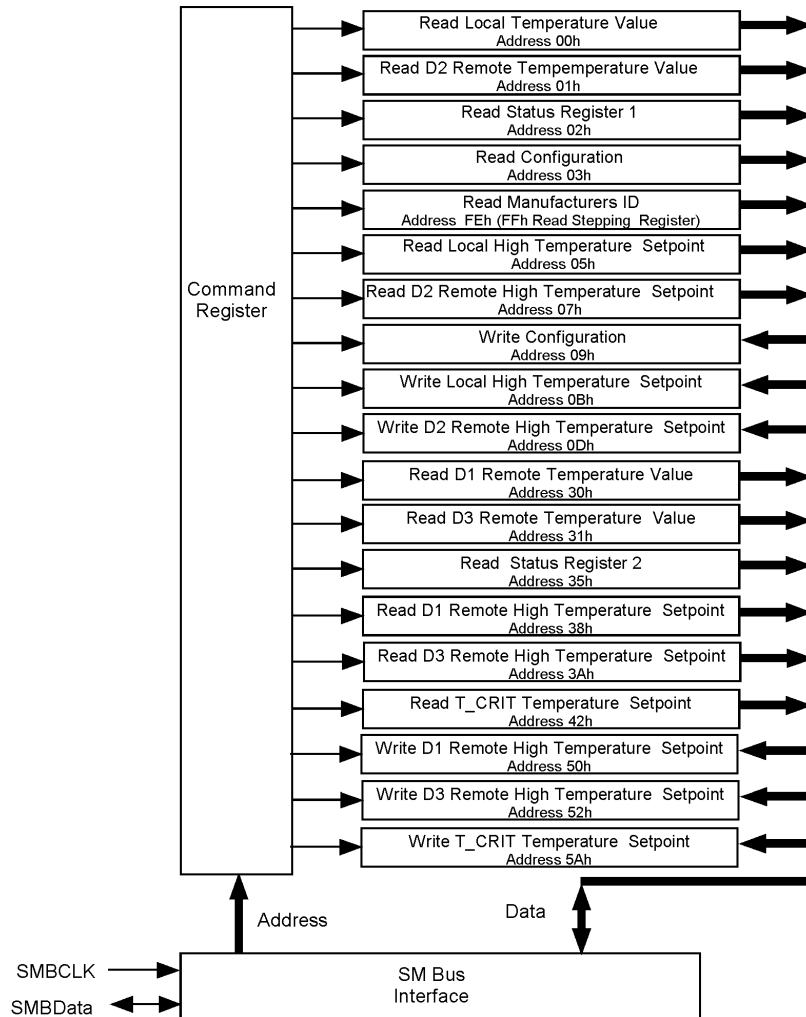 Read Local Temperature Value
Address 00h
Read D2 Remote Tempemperature Value
Address 01h
Read Status Register 1
Address 02h
Read Configuration
Address 03h
Read Manufacturers ID
Address FEh (FFh Read Stepping Register)
Read Local High Temperature Setpoint
Address 05h
Command
Register
Read D2 Remote High Temperature Setpoint
Address 07h
Write Configuration
Address 09h
Write Local High Temperature Setpoint
Address 0Bh
Write D2 Remote High Temperature Setpoint
Address 0Dh
Read D1 Remote Temperature Value
Address 30h
Read D3 Remote Temperature Value
Address 31h
Read Status Register 2
Address 35h
Read D1 Remote High Temperature Setpoint
Address 38h
Read D3 Remote High Temperature Setpoint
Address 3Ah
Read T_CRIT Temperature Setpoint
Address 42h
Write D1 Remote High Temperature Setpoint
Address 50h
Write D3 Remote High Temperature Setpoint
Address 52h
Write T_CRIT Temperature Setpoint
Address 5Ah
Address
Data
SMBCLK
SMBData
SM Bus
Interface